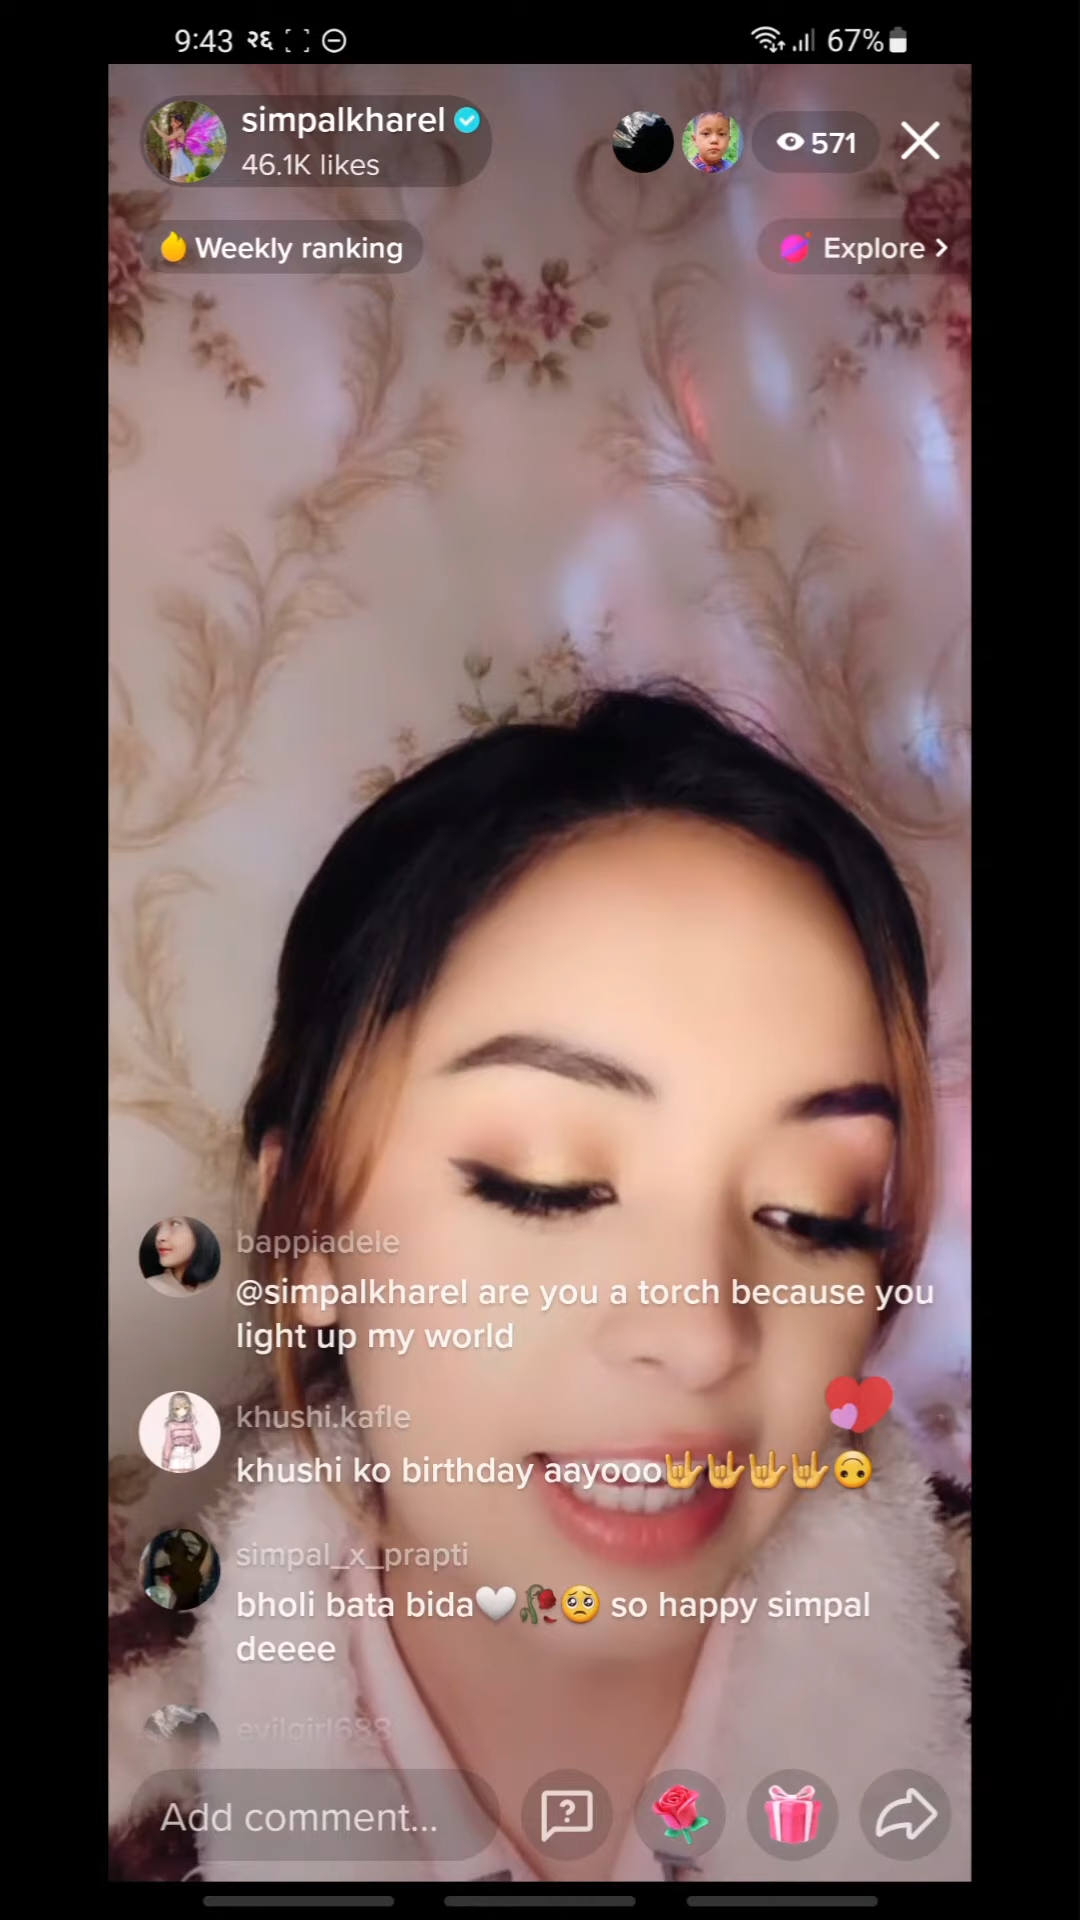 9:43 २६
67%
simpalkharel
46.1K likes
571
Weekly ranking
Explore >
bappiadele
@simpalkharel are you a torch because you
light up my world
khushi.kafle
khushi ko birthday aayooo🤟🤟🤟🤟🙃
simpal_x_prapti
bholi bata bida🤍🥀🥺 so happy simpal
deeee
evilgirl688
Add comment...